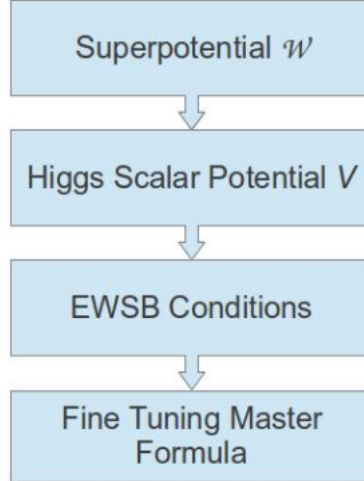 Superpotential 𝒲
Higgs Scalar Potential V
EWSB Conditions
Fine Tuning Master
Formula